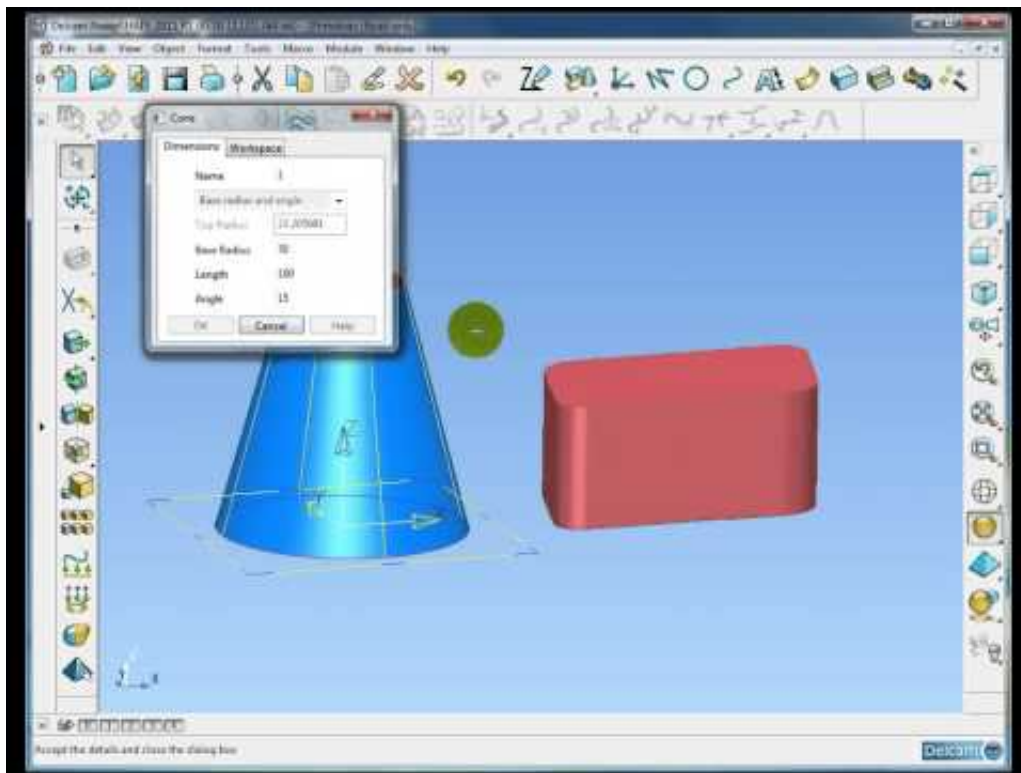 File Edit View Object Format Tools Macro Module Window Help
Cone
Dimensions Workspace
Name 1
Base radius and angle
Top Radius
Base Radius
Length 100
Angle 15
OK Cancel Help
Accept the details and close the dialog box
Delcam